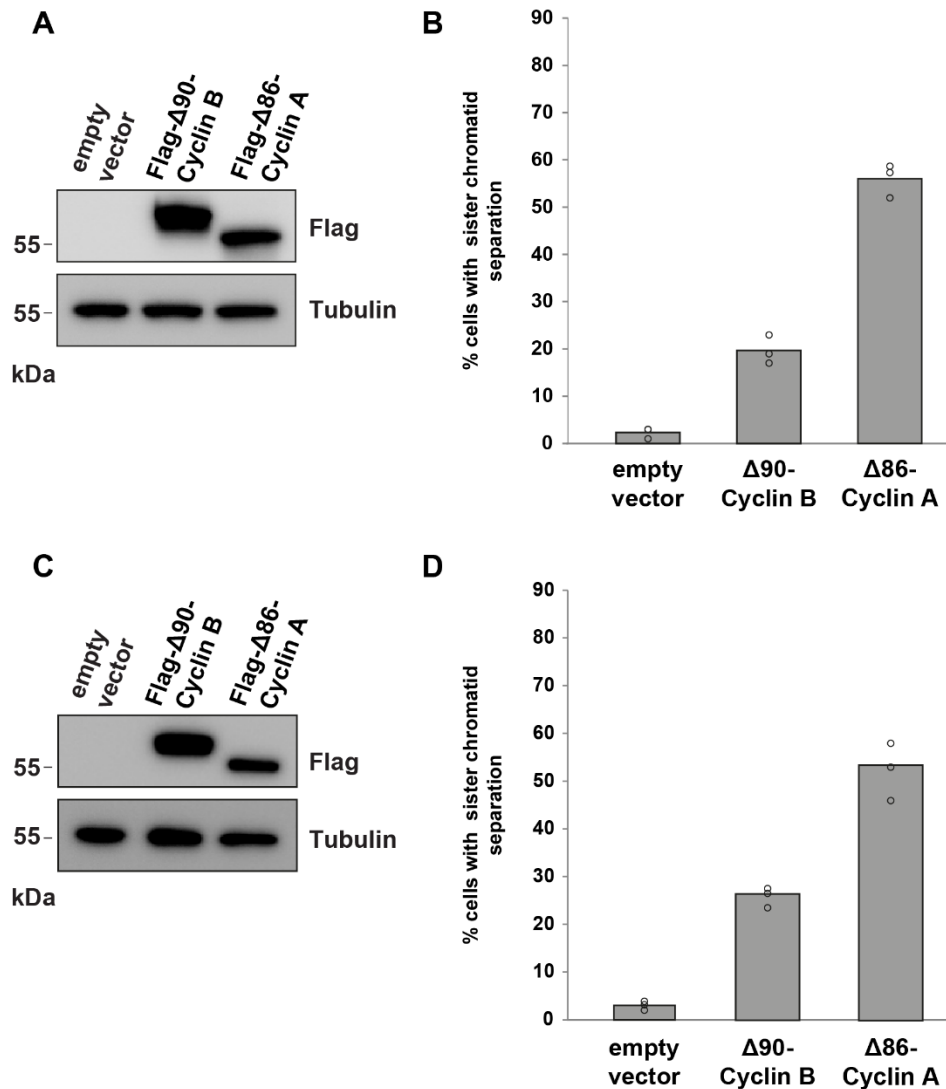 A
empty
vector
Flag-Δ90-
Cyclin B
Flag-Δ86-
Cyclin A
55
Flag
55
Tubulin
kDa
B
% cells with sister chromatid
separation
90
80
70
60
50
40
30
20
10
0
empty
vector
Δ90-
Cyclin B
Δ86-
Cyclin A
C
empty
vector
Flag-Δ90-
Cyclin B
Flag-Δ86-
Cyclin A
55
Flag
55
Tubulin
kDa
D
% cells with sister chromatid
separation
90
80
70
60
50
40
30
20
10
0
empty
vector
Δ90-
Cyclin B
Δ86-
Cyclin A